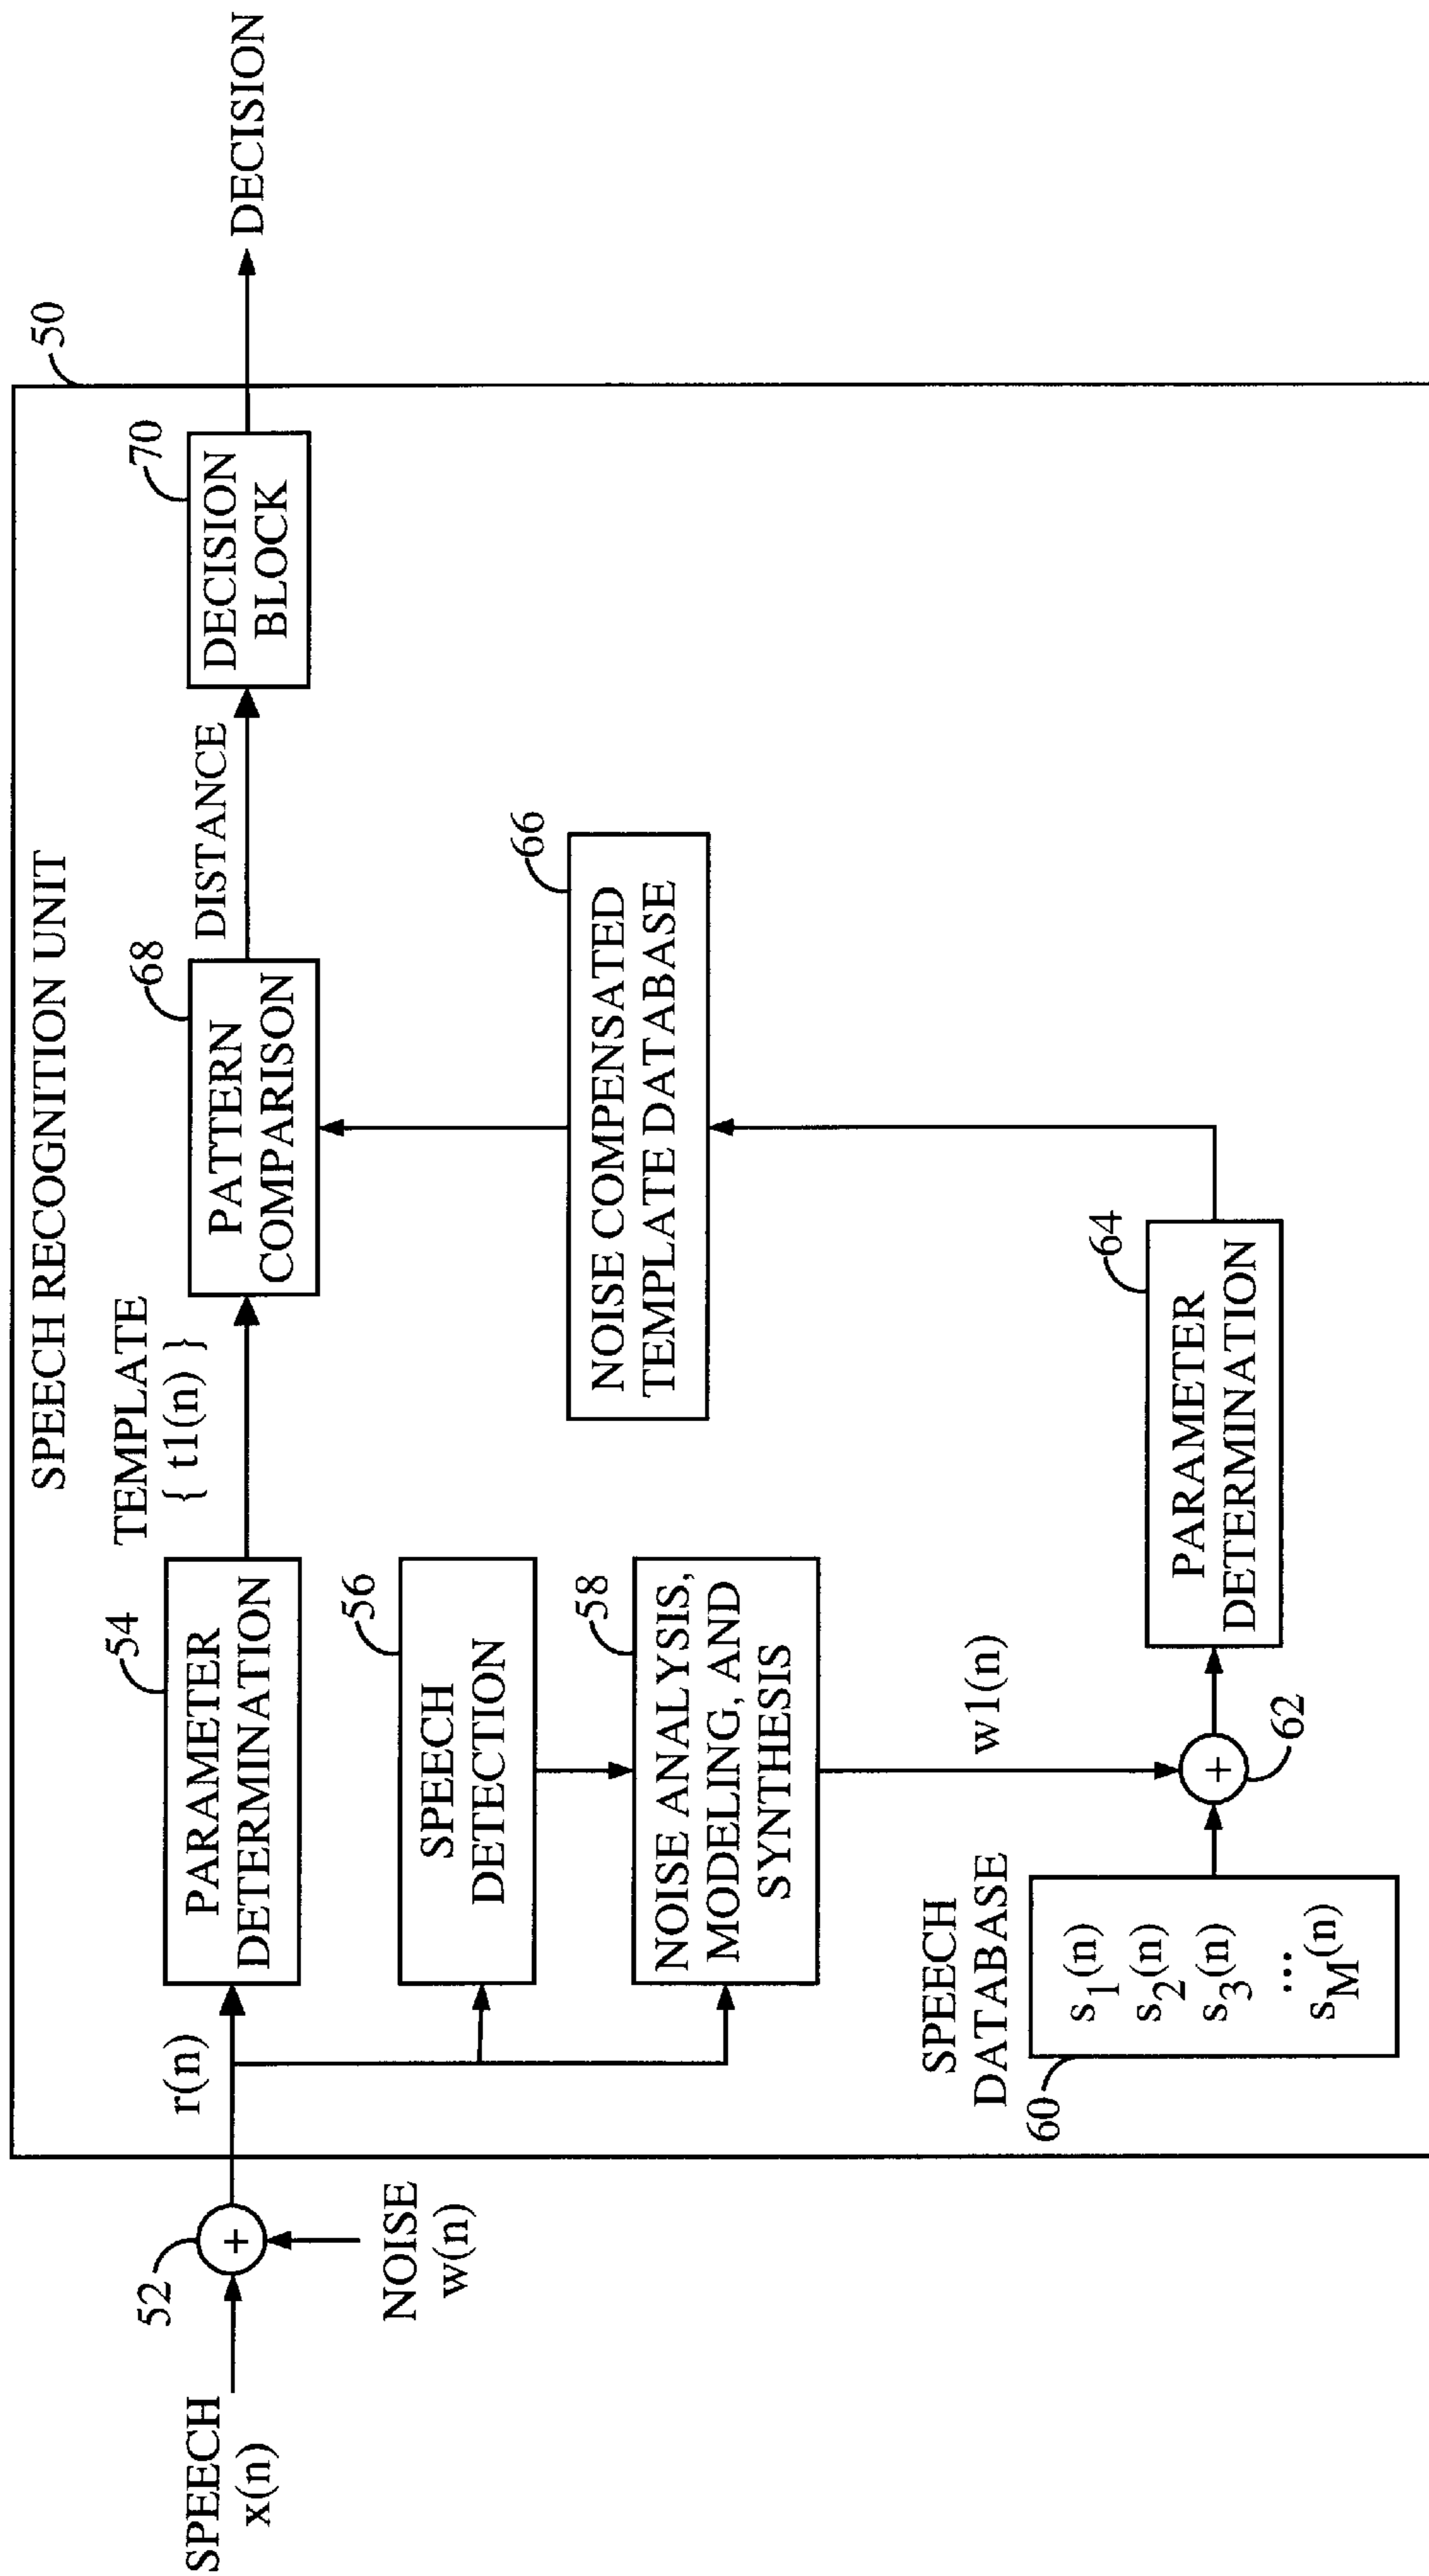 SPEECH RECOGNITION UNIT
50
SPEECH
x(n)
52
NOISE
w(n)
r(n)
54
PARAMETER
DETERMINATION
TEMPLATE
{ t1(n) }
68
PATTERN
COMPARISON
DISTANCE
70
DECISION
BLOCK
DECISION
56
SPEECH
DETECTION
58
NOISE ANALYSIS,
MODELING, AND
SYNTHESIS
66
NOISE COMPENSATED
TEMPLATE DATABASE
w1(n)
SPEECH
DATABASE
60
s1(n)
s2(n)
s3(n)
...
sM(n)
+
+
62
64
PARAMETER
DETERMINATION